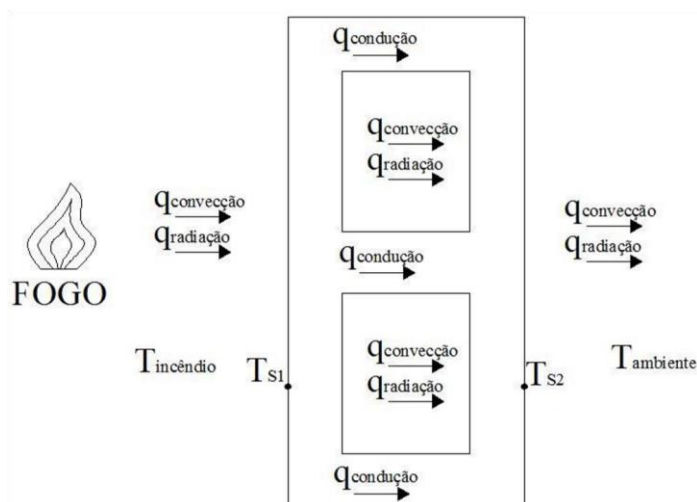 qcondução
qconvecção
qradiação
qconvecção
qradiação
qconvecção
qradiação
qcondução
FOGO
Tincêndio
TS1
qconvecção
qradiação
TS2
Tambiente
qcondução